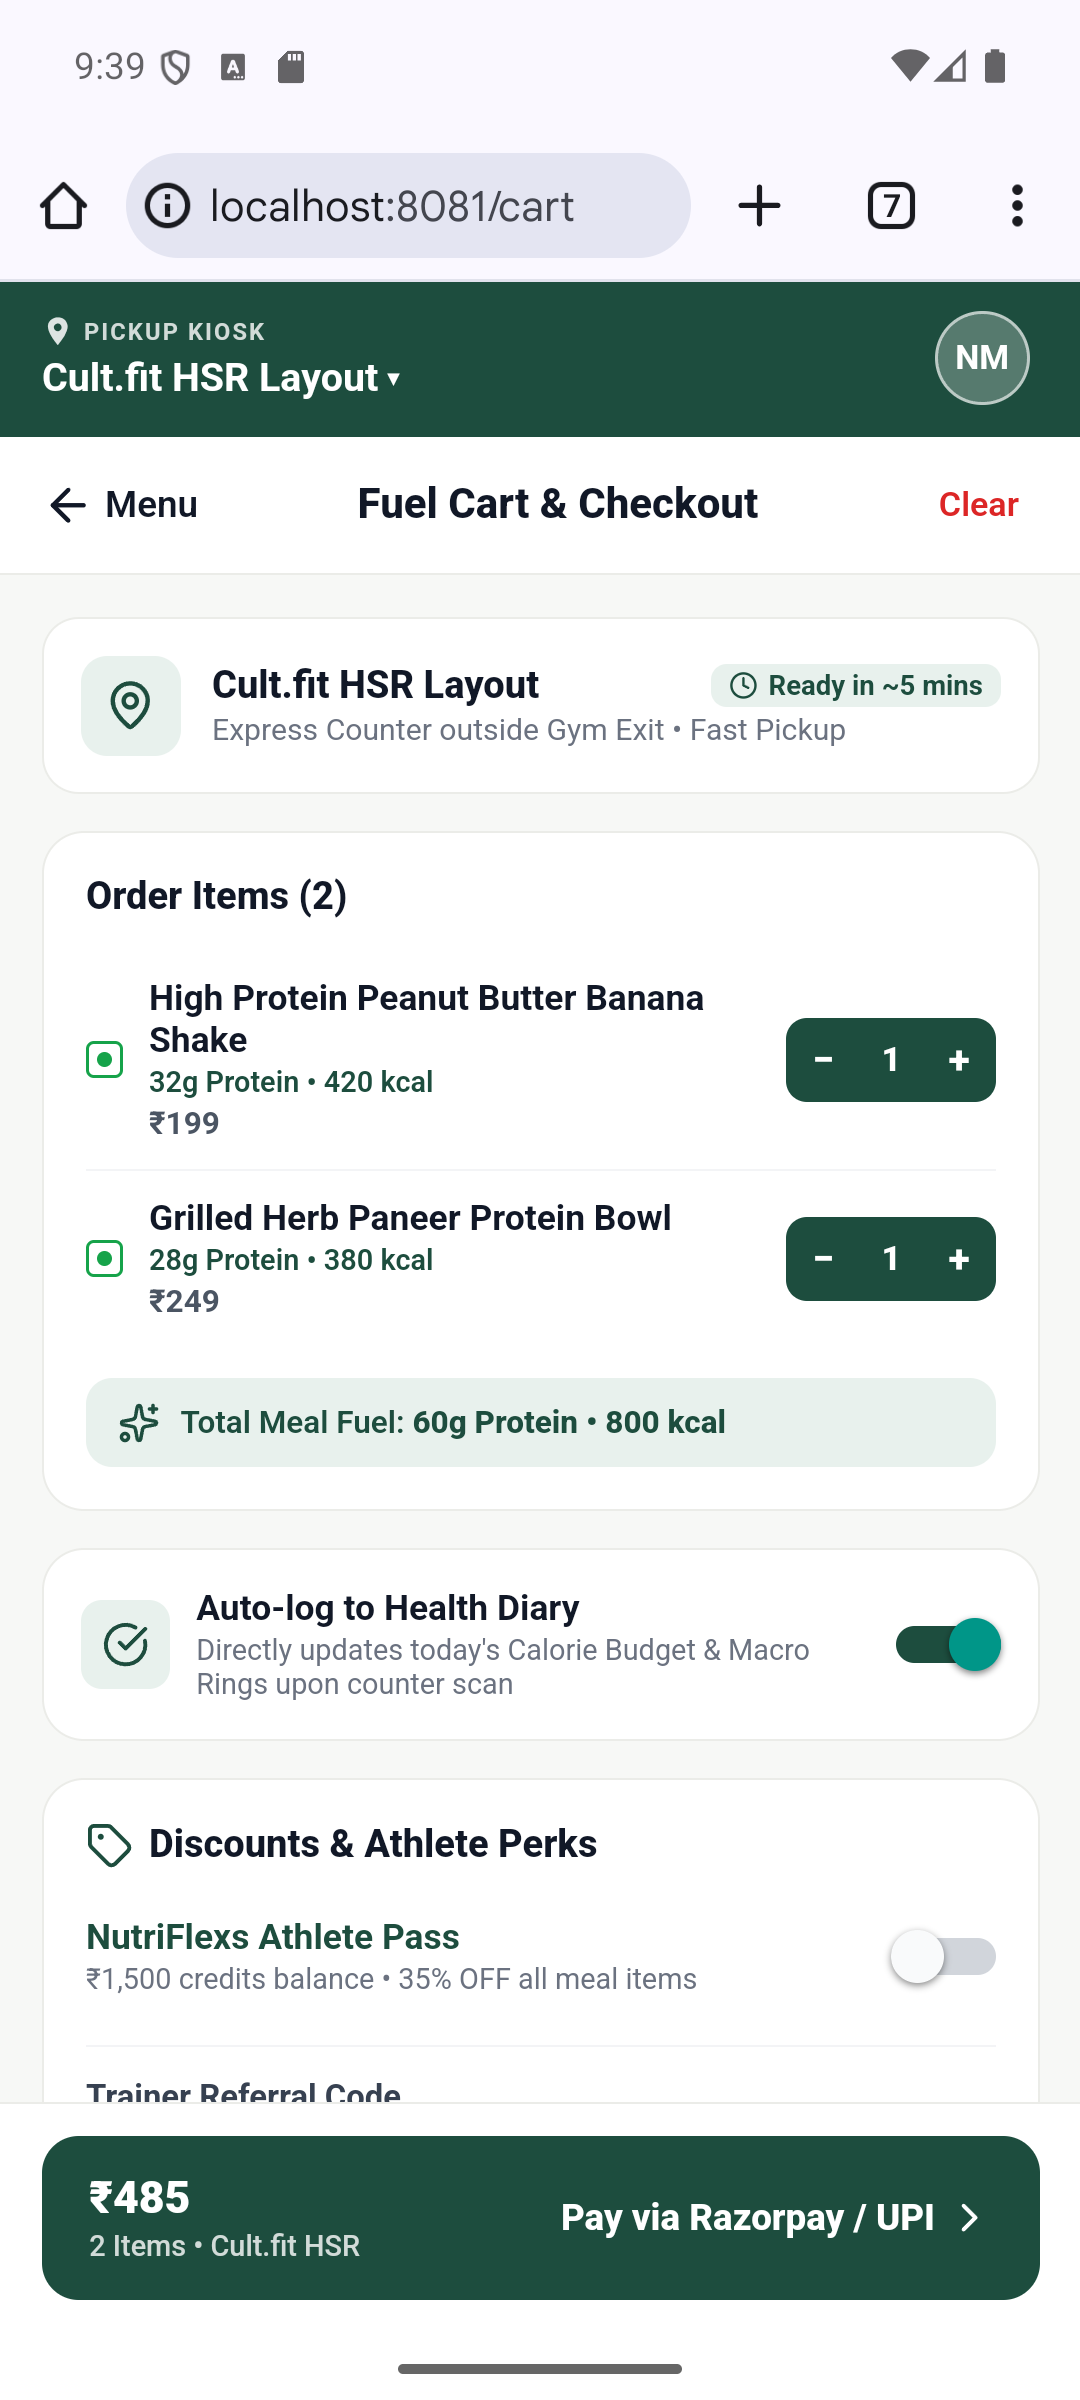 9:39
localhost:8081/cart
7
PICKUP KIOSK
Cult.fit HSR Layout ▾
NM
Menu
Fuel Cart & Checkout
Clear
Cult.fit HSR Layout
Ready in ~5 mins
Express Counter outside Gym Exit • Fast Pickup
Order Items (2)
High Protein Peanut Butter Banana
Shake
32g Protein • 420 kcal
₹199
− 1 +
Grilled Herb Paneer Protein Bowl
28g Protein • 380 kcal
₹249
− 1 +
Total Meal Fuel: 60g Protein • 800 kcal
Auto-log to Health Diary
Directly updates today's Calorie Budget & Macro
Rings upon counter scan
Discounts & Athlete Perks
NutriFlexs Athlete Pass
₹1,500 credits balance • 35% OFF all meal items
Trainer Referral Code
₹485
2 Items • Cult.fit HSR
Pay via Razorpay / UPI